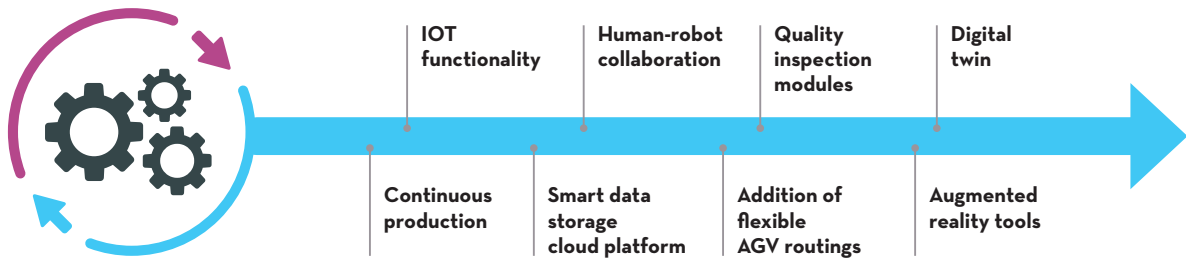 IOT
functionality
Human-robot
collaboration
Quality
inspection
modules
Digital
twin
Continuous
production
Smart data
storage
cloud platform
Addition of
flexible
AGV routings
Augmented
reality tools